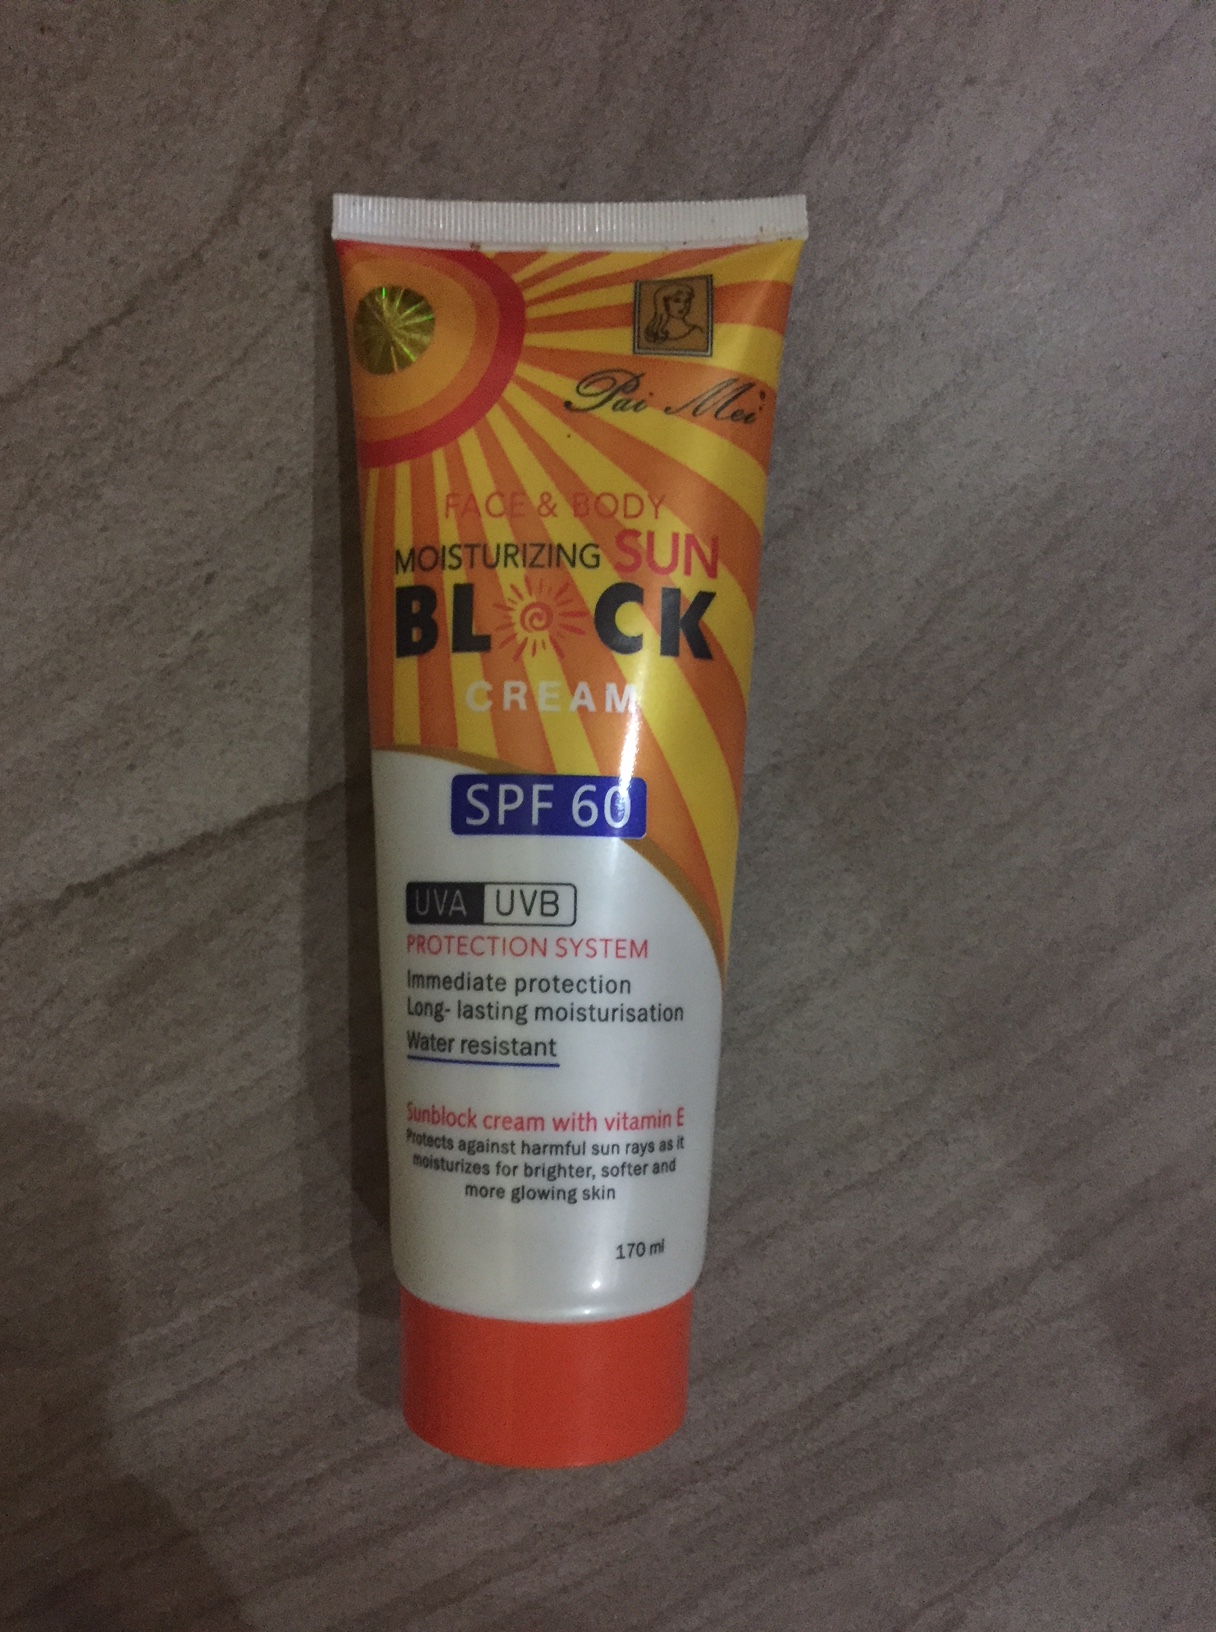 Pai Mei
FACE & BODY
MOISTURIZING SUN
BLOCK
CREAM
SPF 60
UVA UVB
PROTECTION SYSTEM
Immediate protection
Long- lasting moisturisation
Water resistant
Sunblock cream with vitamin E
Protects against harmful sun rays as it
moisturizes for brighter, softer and
more glowing skin
170 ml